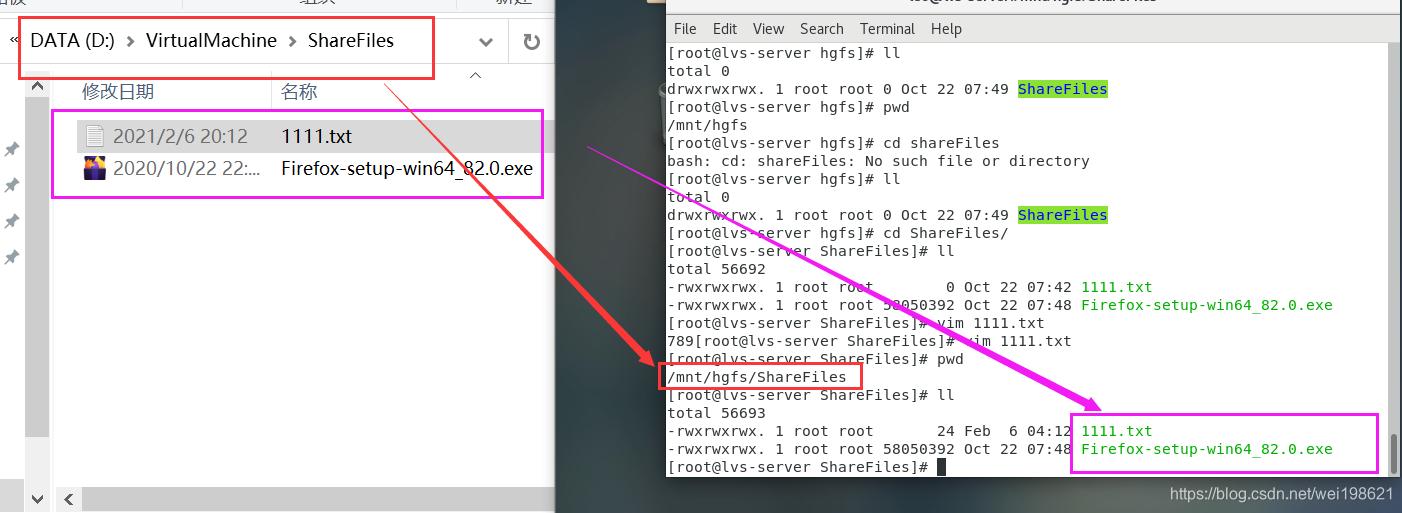 组织
新建
« DATA (D:) > VirtualMachine > ShareFiles
修改日期 名称
2021/2/6 20:12 1111.txt
2020/10/22 22:... Firefox-setup-win64_82.0.exe
File Edit View Search Terminal Help
[root@lvs-server hgfs]# ll
total 0
drwxrwxrwx. 1 root root 0 Oct 22 07:49 ShareFiles
[root@lvs-server hgfs]# pwd
/mnt/hgfs
[root@lvs-server hgfs]# cd shareFiles
bash: cd: shareFiles: No such file or directory
[root@lvs-server hgfs]# ll
total 0
drwxrwxrwx. 1 root root 0 Oct 22 07:49 ShareFiles
[root@lvs-server hgfs]# cd ShareFiles/
[root@lvs-server ShareFiles]# ll
total 56692
-rwxrwxrwx. 1 root root 0 Oct 22 07:42 1111.txt
-rwxrwxrwx. 1 root root 58050392 Oct 22 07:48 Firefox-setup-win64_82.0.exe
[root@lvs-server ShareFiles]# vim 1111.txt
789[root@lvs-server ShareFiles]# vim 1111.txt
[root@lvs-server ShareFiles]# pwd
/mnt/hgfs/ShareFiles
[root@lvs-server ShareFiles]# ll
total 56693
-rwxrwxrwx. 1 root root 24 Feb 6 04:12 1111.txt
-rwxrwxrwx. 1 root root 58050392 Oct 22 07:48 Firefox-setup-win64_82.0.exe
[root@lvs-server ShareFiles]#
https://blog.csdn.net/wei198621